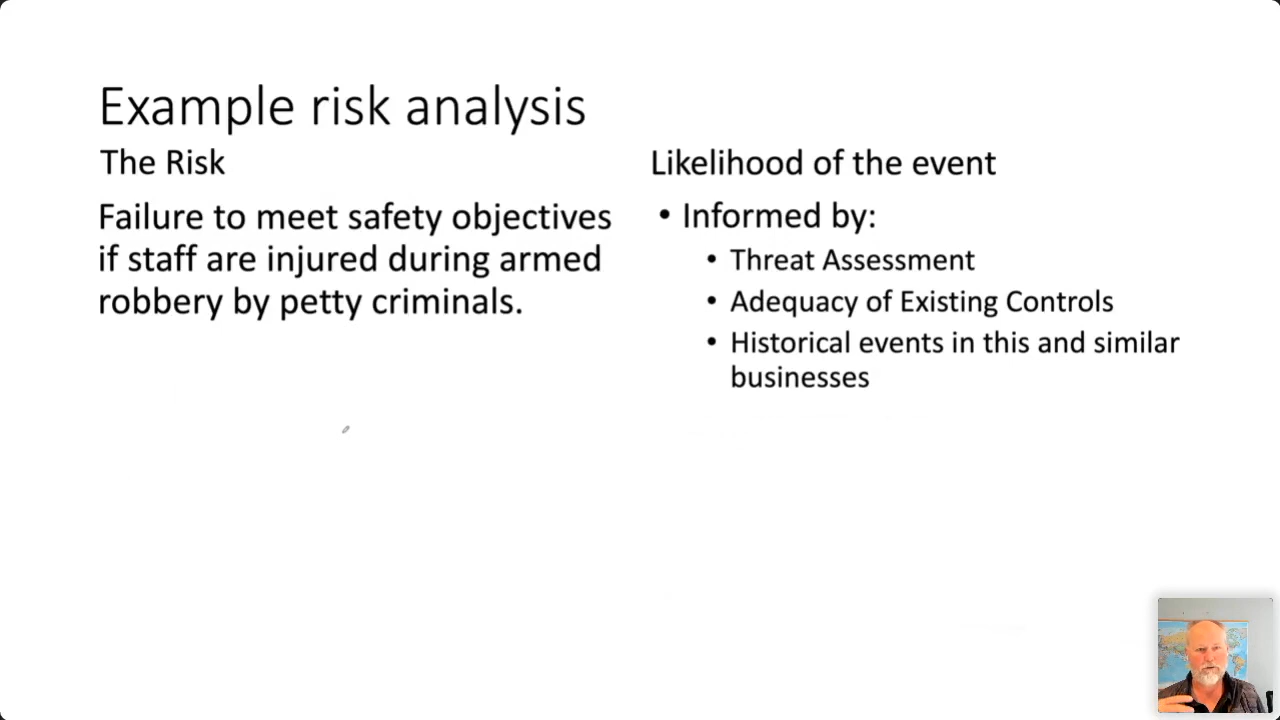 Example risk analysis
The Risk
Failure to meet safety objectives
if staff are injured during armed
robbery by petty criminals.
Likelihood of the event
• Informed by:
• Threat Assessment
• Adequacy of Existing Controls
• Historical events in this and similar
businesses